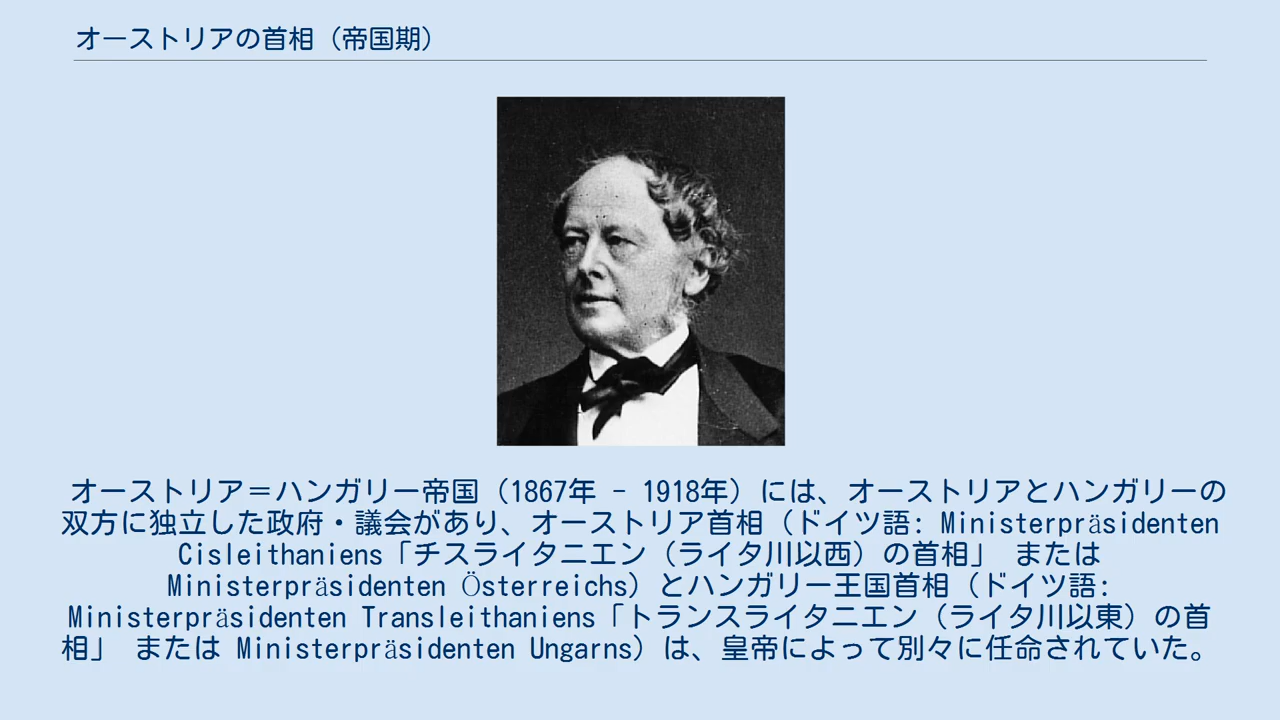 オーストリアの首相（帝国期）
オーストリア＝ハンガリー帝国（1867年 - 1918年）には、オーストリアとハンガリーの
双方に独立した政府・議会があり、オーストリア首相（ドイツ語: Ministerpräsidenten
Cisleithaniens「チスライタニエン（ライタ川以西）の首相」 または
Ministerpräsidenten Österreichs）とハンガリー王国首相（ドイツ語:
Ministerpräsidenten Transleithaniens「トランスライタニエン（ライタ川以東）の首
相」 または Ministerpräsidenten Ungarns）は、皇帝によって別々に任命されていた。